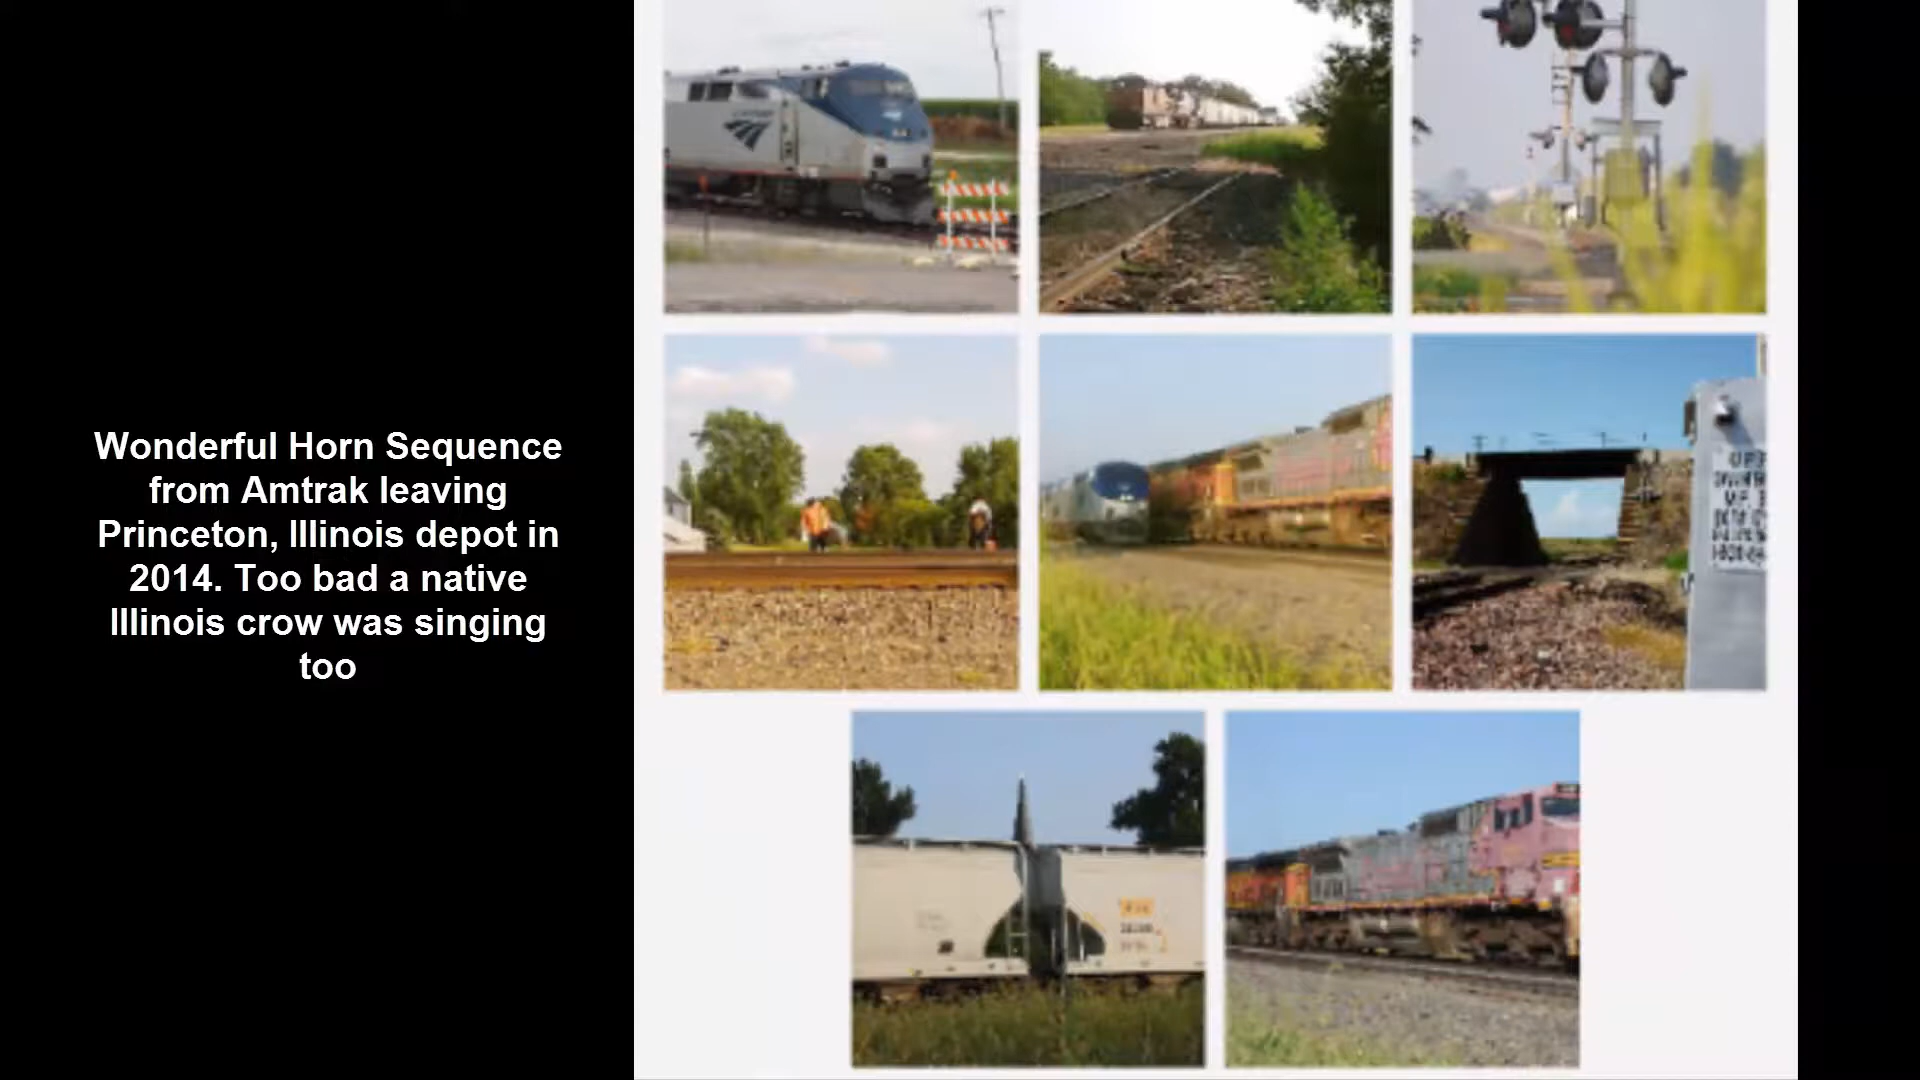 Wonderful Horn Sequence
from Amtrak leaving
Princeton, Illinois depot in
2014. Too bad a native
Illinois crow was singing
too